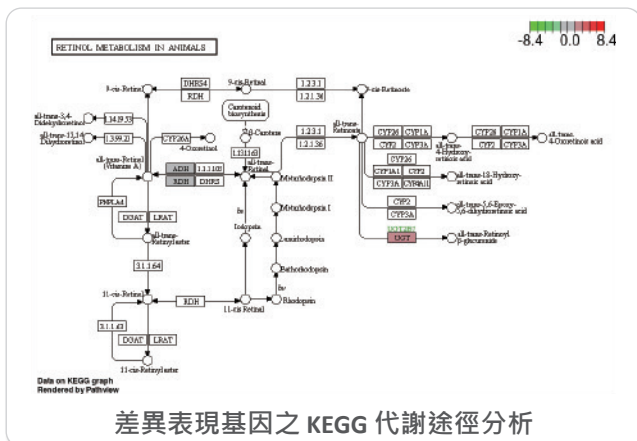 -8.4 0.0 8.4
RETINOL METABOLISM IN ANIMALS
9-cis-Retinal
DHRS4
RDH
9-cis-Retinal
1.2.3.1
1.2.1.36
9-cis-Retinoate
all-trans-3,4-
Didehydroretinol
1.14.19.53
all-trans-13,14-
Dihydroretinol
1.3.99.23
CYP26A
4-Oxoretinol
Carotenoid
biosynthesis
β-Carotene
1.13.11.63
all-trans-Retinol
(Vitamin A)
ADH
1.1.1.105
RDH
DHRS
all-trans-
Retinal
1.2.3.1
1.2.1.36
all-trans-
Retinoate
CYP26
CYP1A
CYP2
CYP3A
all-trans-
4-Hydroxy-
retinoic acid
CYP26
CYP1A
CYP2
CYP3A
all-trans-
4-Oxoretinoic acid
CYP26
CYP1A1
CYP2
CYP3A
CYP4A11
all-trans-18-Hydroxy-
retinoic acid
CYP2
CYP3A
all-trans-5,6-Epoxy-
5,6-dihydroretinoic acid
UGT2B7
UGT
all-trans-Retinoyl
β-glucuronide
Metarhodopsin II
Metarhodopsin I
Lumirhodopsin
Bathorhodopsin
hν
Rhodopsin
hν
Iodopsin
PNPLA4
DGAT
LRAT
all-trans-
Retinyl ester
3.1.1.64
11-cis-Retinol
RDH
11-cis-Retinal
3.1.1.63
DGAT
LRAT
11-cis-Retinyl ester
Data on KEGG graph
Rendered by Pathview
差異表現基因之 KEGG 代謝途徑分析